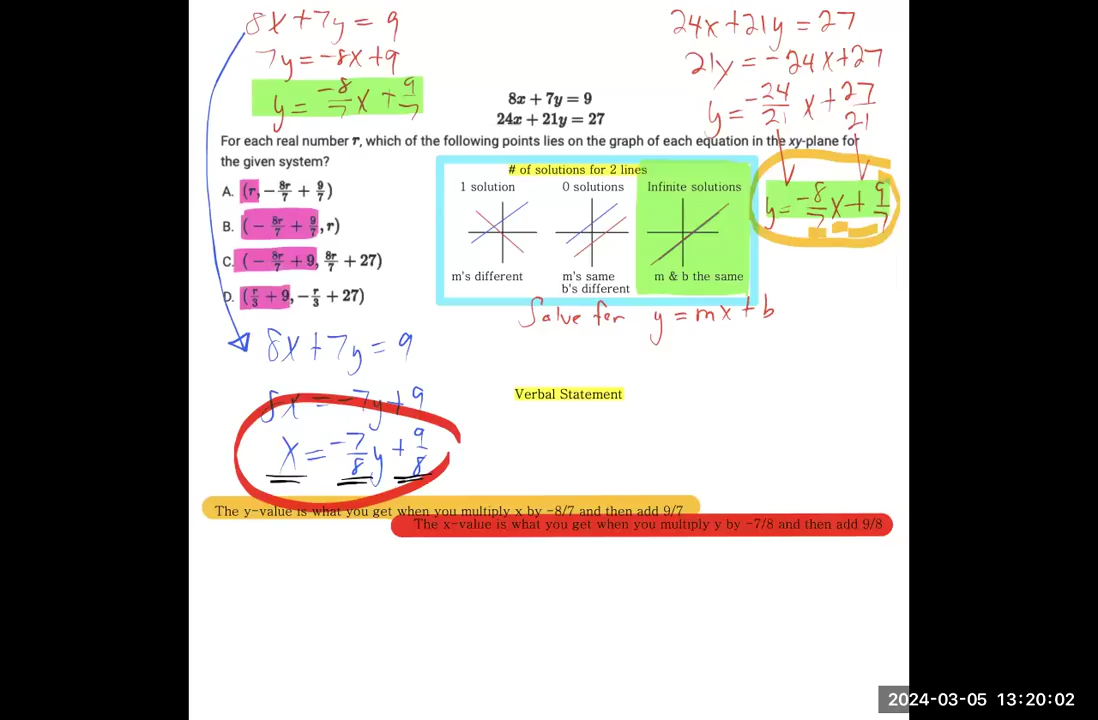 8x + 7y = 9
7y = -8x + 9
y = -8/7 x + 9/7
24x + 21y = 27
21y = -24x + 27
y = -24/21 x + 27/21
y = -8/7 x + 9/7
8x + 7y = 9
24x + 21y = 27
For each real number r, which of the following points lies on the graph of each equation in the xy-plane for
the given system?
A. (r, -8r/7 + 9/7)
B. (-8r/7 + 9/7, r)
C. (-8r/7 + 9, 8r/7 + 27)
D. (r/3 + 9, -r/3 + 27)
# of solutions for 2 lines
1 solution
0 solutions
Infinite solutions
m's different
m's same
b's different
m & b the same
Solve for y = mx + b
8x + 7y = 9
8x = -7y + 9
x = -7/8 y + 9/8
Verbal Statement
The y-value is what you get when you multiply x by -8/7 and then add 9/7
The x-value is what you get when you multiply y by -7/8 and then add 9/8
2024-03-05 13:20:02